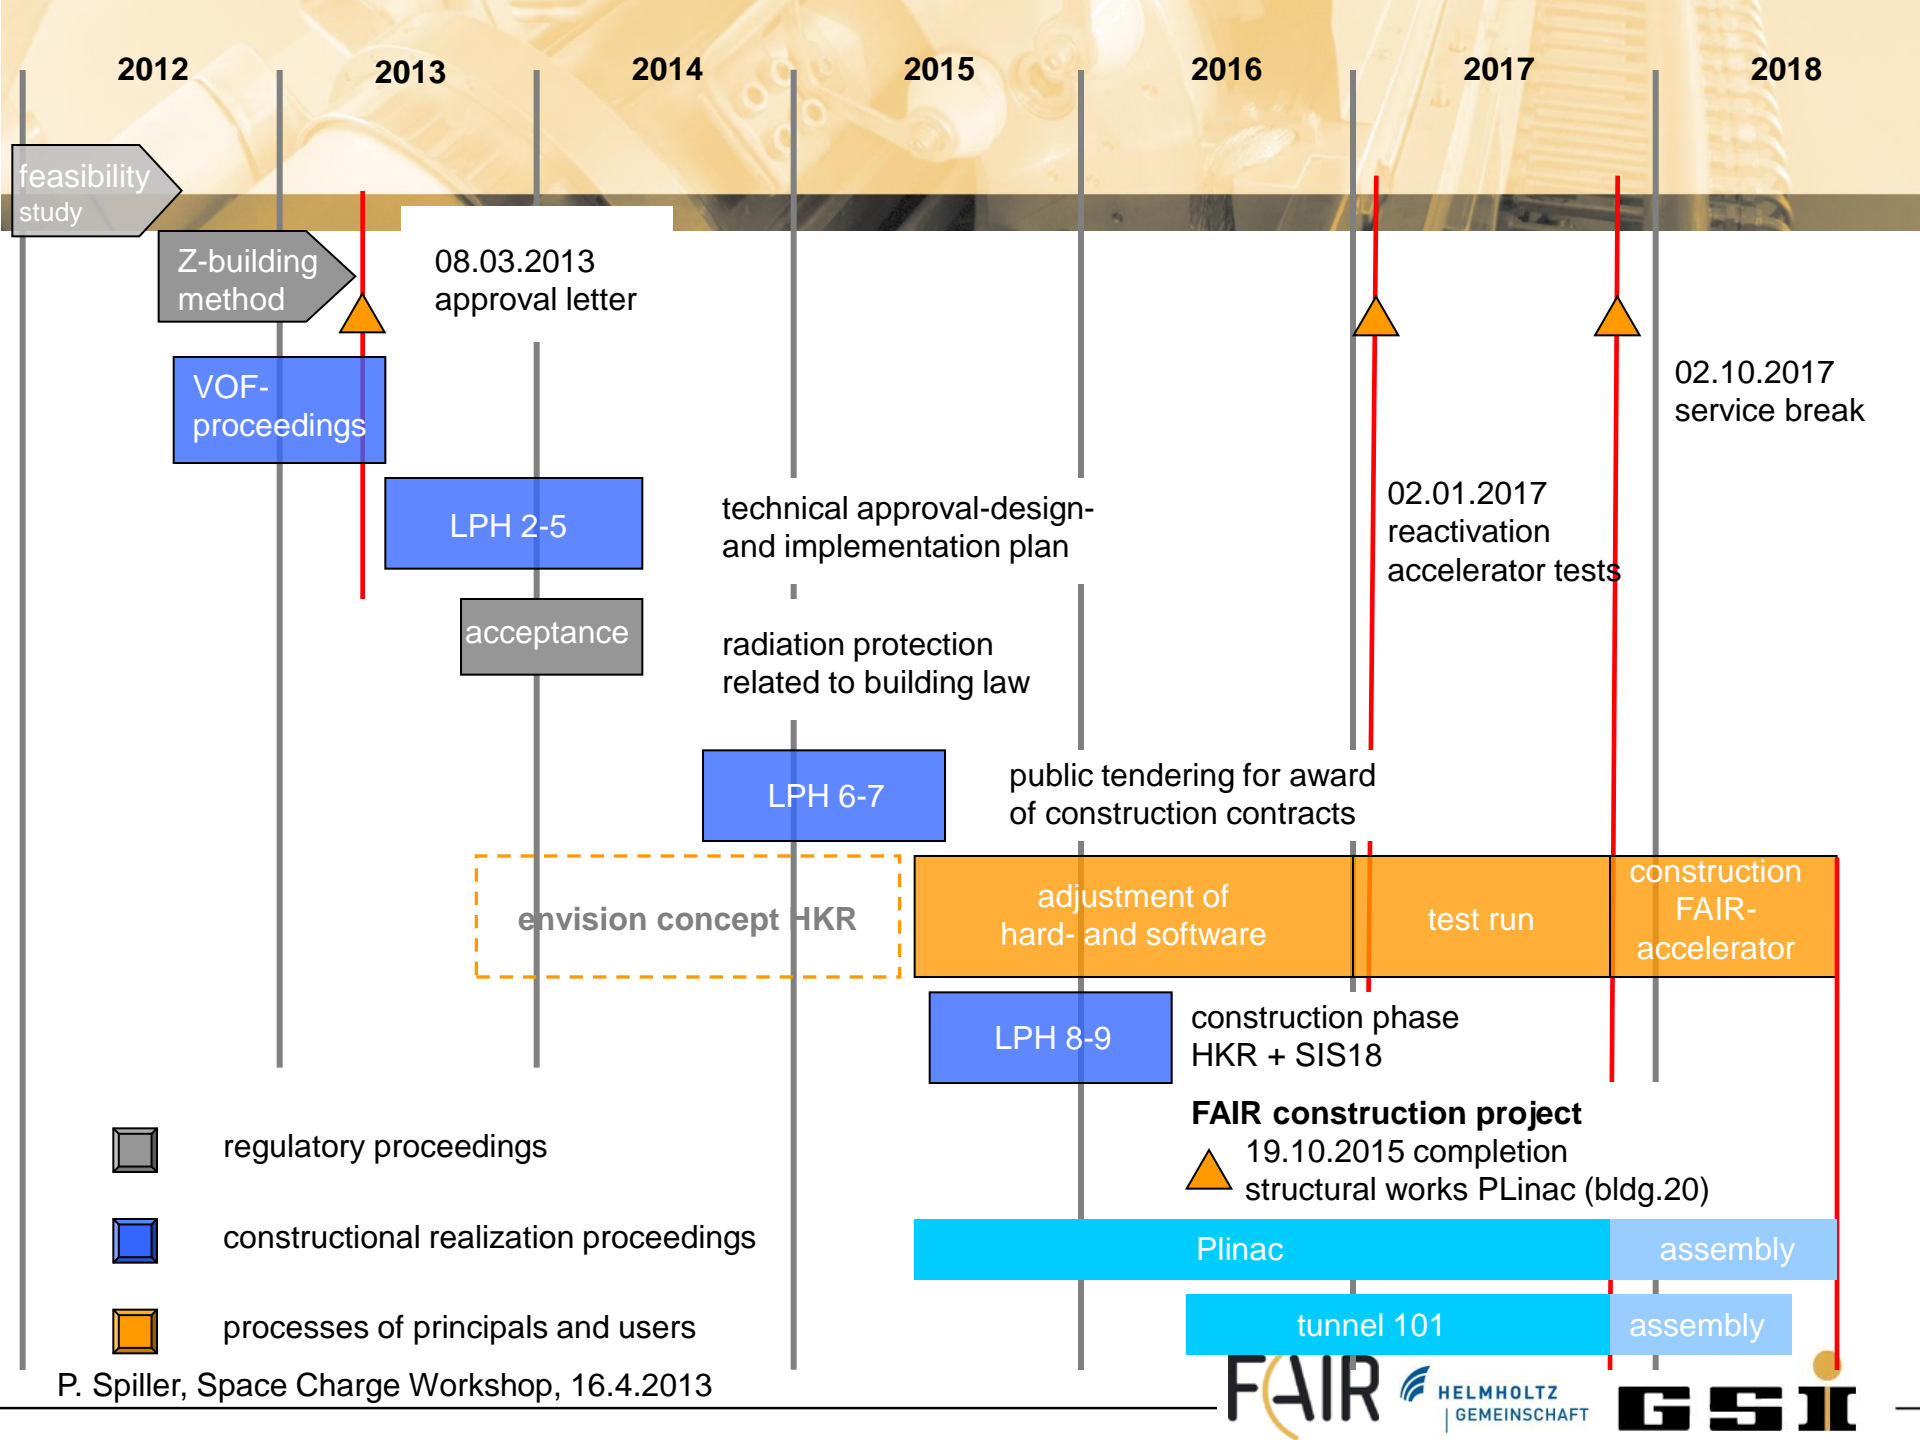 2012
2013
2014
2015
2016
2017
2018
feasibility
study
Z-building
method
08.03.2013
approval letter
VOF-
proceedings
02.10.2017
service break
LPH 2-5
technical approval-design-
and implementation plan
02.01.2017
reactivation
accelerator tests
acceptance
radiation protection
related to building law
LPH 6-7
public tendering for award
of construction contracts
envision concept HKR
adjustment of
hard- and software
test run
construction
FAIR-
accelerator
LPH 8-9
construction phase
HKR + SIS18
FAIR construction project
19.10.2015 completion
structural works PLinac (bldg.20)
regulatory proceedings
constructional realization proceedings
processes of principals and users
Plinac
assembly
tunnel 101
assembly
P. Spiller, Space Charge Workshop, 16.4.2013
FAIR
HELMHOLTZ
GEMEINSCHAFT
GSI